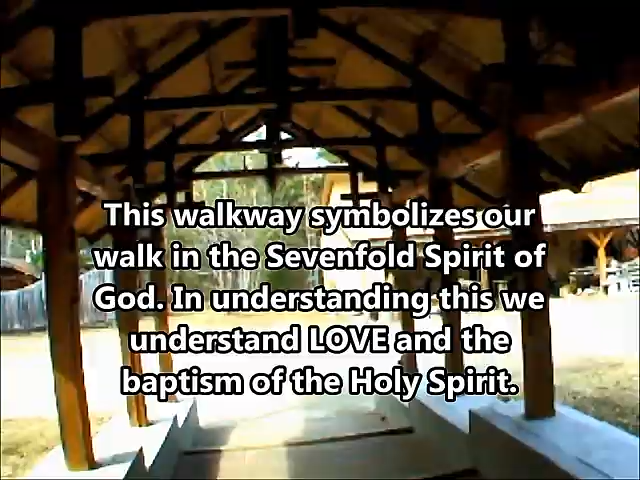 This walkway symbolizes our
walk in the Sevenfold Spirit of
God. In understanding this we
understand LOVE and the
baptism of the Holy Spirit.